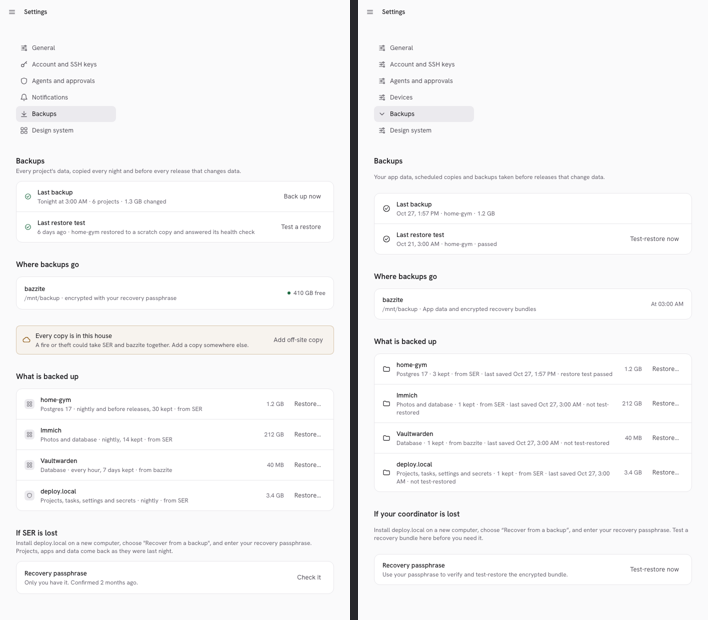 Settings
General
Account and SSH keys
Agents and approvals
Notifications
Backups
Design system
Backups
Every project's data, copied every night and before every release that changes data.
Last backup
Tonight at 3:00 AM · 6 projects · 1.3 GB changed
Back up now
Last restore test
6 days ago · home-gym restored to a scratch copy and answered its health check
Test a restore
Where backups go
bazzite
/mnt/backup · encrypted with your recovery passphrase
410 GB free
Every copy is in this house
A fire or theft could take SER and bazzite together. Add a copy somewhere else.
Add off-site copy
What is backed up
home-gym
Postgres 17 · nightly and before releases, 30 kept · from SER
1.2 GB
Restore...
Immich
Photos and database · nightly, 14 kept · from SER
212 GB
Restore...
Vaultwarden
Database · every hour, 7 days kept · from bazzite
40 MB
Restore...
deploy.local
Projects, tasks, settings and secrets · nightly · from SER
3.4 GB
Restore...
If SER is lost
Install deploy.local on a new computer, choose "Recover from a backup", and enter your recovery passphrase.
Projects, apps and data come back as they were last night.
Recovery passphrase
Only you have it. Confirmed 2 months ago.
Check it
Settings
General
Account and SSH keys
Agents and approvals
Devices
Backups
Design system
Backups
Your app data, scheduled copies and backups taken before releases that change data.
Last backup
Oct 27, 1:57 PM · home-gym · 1.2 GB
Last restore test
Oct 21, 3:00 AM · home-gym · passed
Test-restore now
Where backups go
bazzite
/mnt/backup · App data and encrypted recovery bundles
At 03:00 AM
What is backed up
home-gym
Postgres 17 · 3 kept · from SER · last saved Oct 27, 1:57 PM · restore test passed
1.2 GB
Restore...
Immich
Photos and database · 1 kept · from SER · last saved Oct 27, 3:00 AM · not test-
restored
212 GB
Restore...
Vaultwarden
Database · 1 kept · from bazzite · last saved Oct 27, 3:00 AM · not test-restored
40 MB
Restore...
deploy.local
Projects, tasks, settings and secrets · 1 kept · from SER · last saved Oct 27, 3:00
AM · not test-restored
3.4 GB
Restore...
If your coordinator is lost
Install deploy.local on a new computer, choose "Recover from a backup", and enter your recovery passphrase. Test a
recovery bundle here before you need it.
Recovery passphrase
Use your passphrase to verify and test-restore the encrypted bundle.
Test-restore now